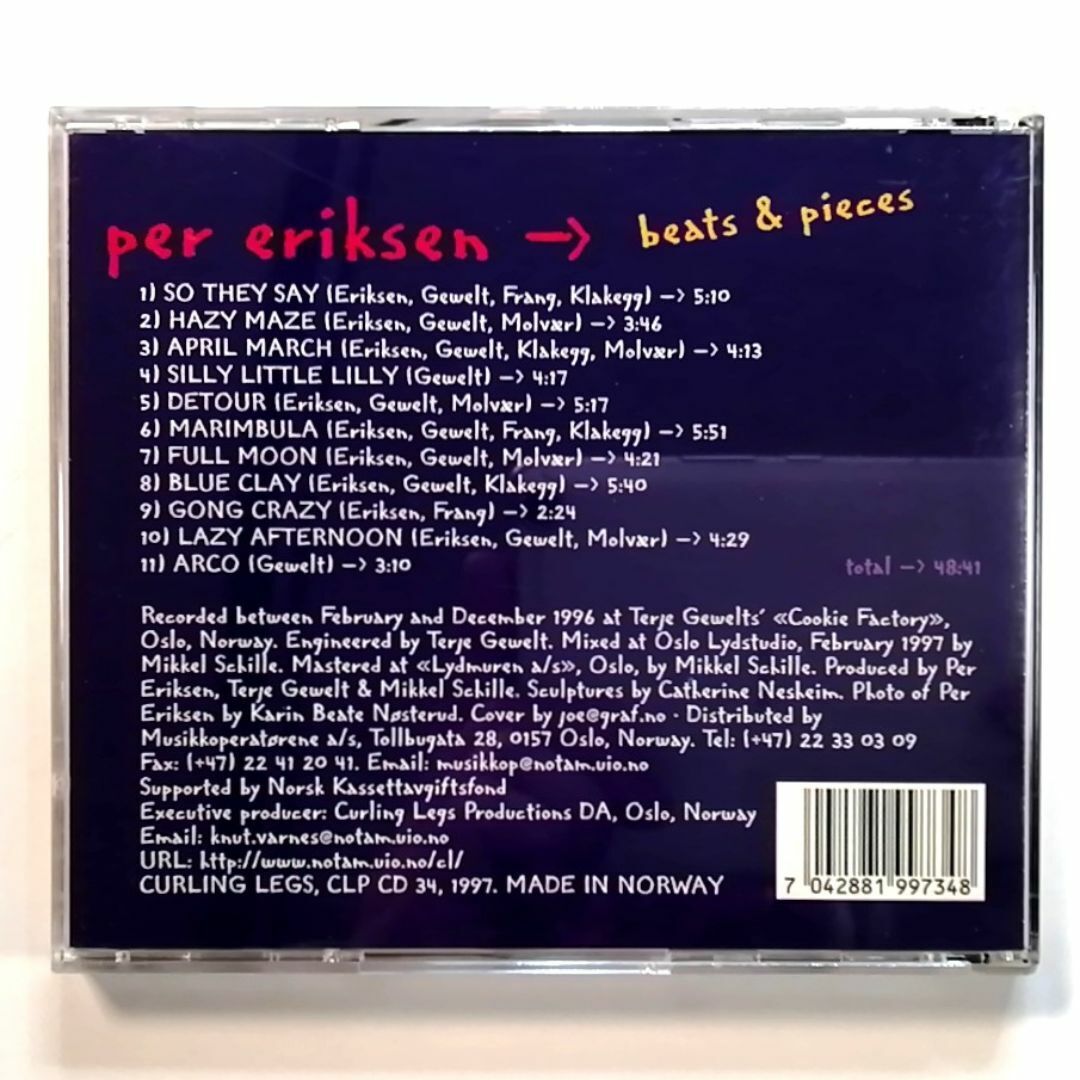 per eriksen –> beats & pieces
1) SO THEY SAY (Eriksen, Gewelt, Frang, Klakegg) –> 5:10
2) HAZY MAZE (Eriksen, Gewelt, Molvær) –> 3:46
3) APRIL MARCH (Eriksen, Gewelt, Klakegg, Molvær) –> 4:13
4) SILLY LITTLE LILLY (Gewelt) –> 4:17
5) DETOUR (Eriksen, Gewelt, Molvær) –> 5:17
6) MARIMBULA (Eriksen, Gewelt, Frang, Klakegg) –> 5:51
7) FULL MOON (Eriksen, Gewelt, Molvær) –> 4:21
8) BLUE CLAY (Eriksen, Gewelt, Klakegg) –> 5:40
9) GONG CRAZY (Eriksen, Frang) –> 2:24
10) LAZY AFTERNOON (Eriksen, Gewelt, Molvær) –> 4:29
11) ARCO (Gewelt) –> 3:10
total –> 48:41
Recorded between February and December 1996 at Terje Gewelts' «Cookie Factory»,
Oslo, Norway. Engineered by Terje Gewelt. Mixed at Oslo Lydstudio, February 1997 by
Mikkel Schille. Mastered at «Lydmuren a/s», Oslo, by Mikkel Schille. Produced by Per
Eriksen, Terje Gewelt & Mikkel Schille. Sculptures by Catherine Nesheim. Photo of Per
Eriksen by Karin Beate Nøsterud. Cover by joe@graf.no · Distributed by
Musikkoperatørene a/s, Tollbugata 28, 0157 Oslo, Norway. Tel: (+47) 22 33 03 09
Fax: (+47) 22 41 20 41. Email: musikkop@notam.uio.no
Supported by Norsk Kassettavgiftsfond
Executive producer: Curling Legs Productions DA, Oslo, Norway
Email: knut.varnes@notam.uio.no
URL: http://www.notam.uio.no/cl/
CURLING LEGS, CLP CD 34, 1997. MADE IN NORWAY
7 042881 997348